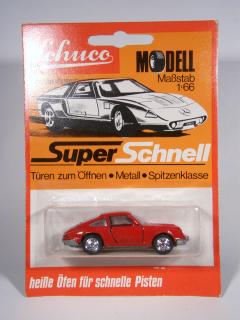 Schuco
MODELL
Maßstab
1:66
Super Schnell
Türen zum Öffnen • Metall • Spitzenklasse
heiße Öfen für schnelle Pisten